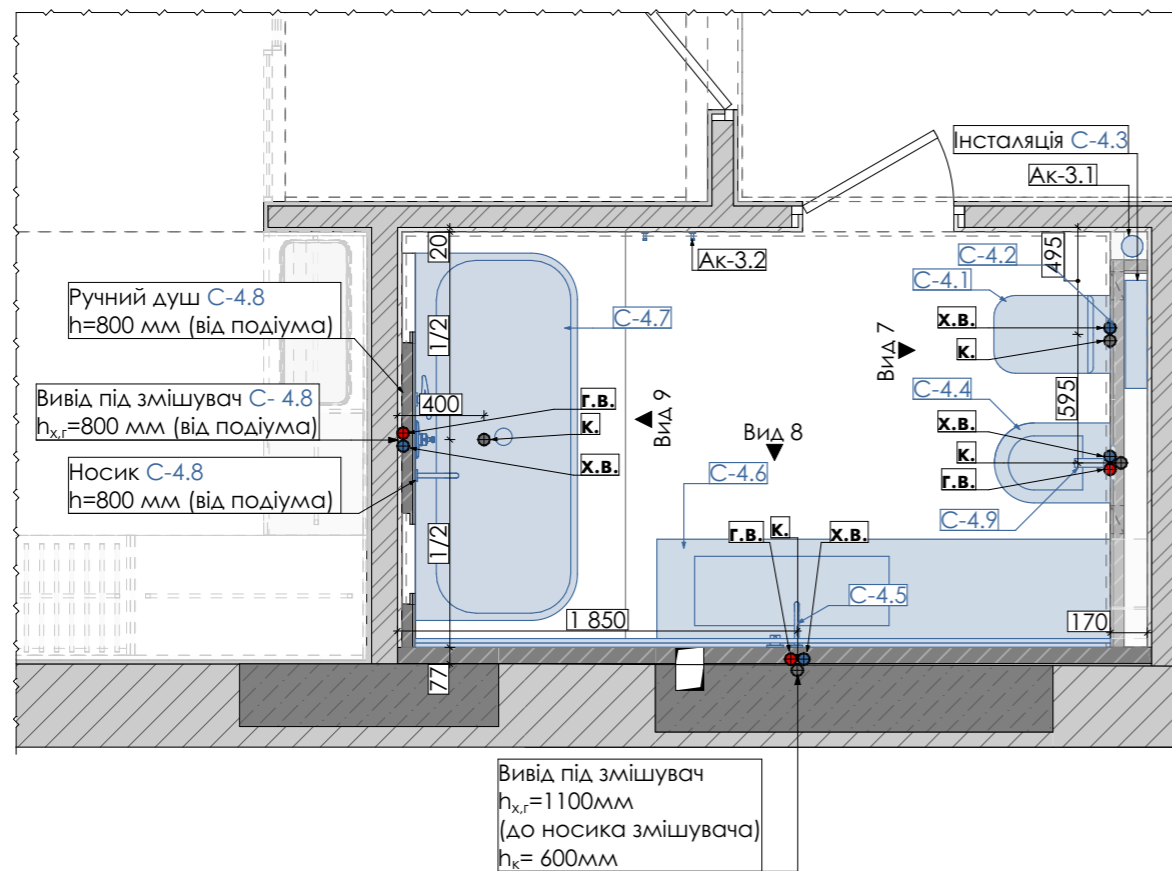 Інсталяція С-4.3
Ак-3.1
20
Ак-3.2
495
С-4.2
С-4.1
Ручний душ С-4.8
h=800 мм (від подіума)
1/2
С-4.7
Х.В.
К.
Вид 7
Вивід під змішувач С- 4.8
hх,г=800 мм (від подіума)
400
Г.В.
К.
Х.В.
Вид 9
595
С-4.4
Х.В.
К.
Г.В.
Вид 8
Носик С-4.8
h=800 мм (від подіума)
С-4.6
С-4.9
1/2
Г.В.
К.
Х.В.
С-4.5
1 850
170
77
Вивід під змішувач
hх,г=1100мм
(до носика змішувача)
hк= 600мм